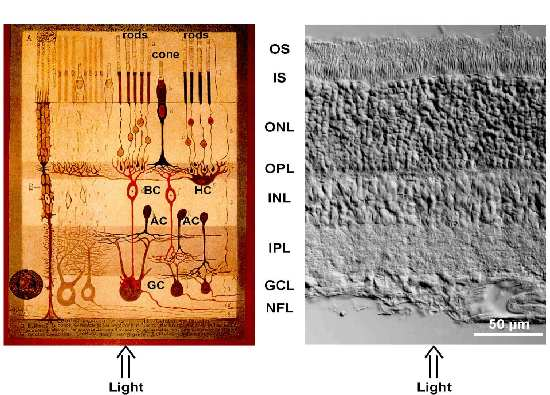 rods
rods
cone
BC
HC
AC
AC
GC
OS
IS
ONL
OPL
INL
IPL
GCL
NFL
50 µm
Light
Light